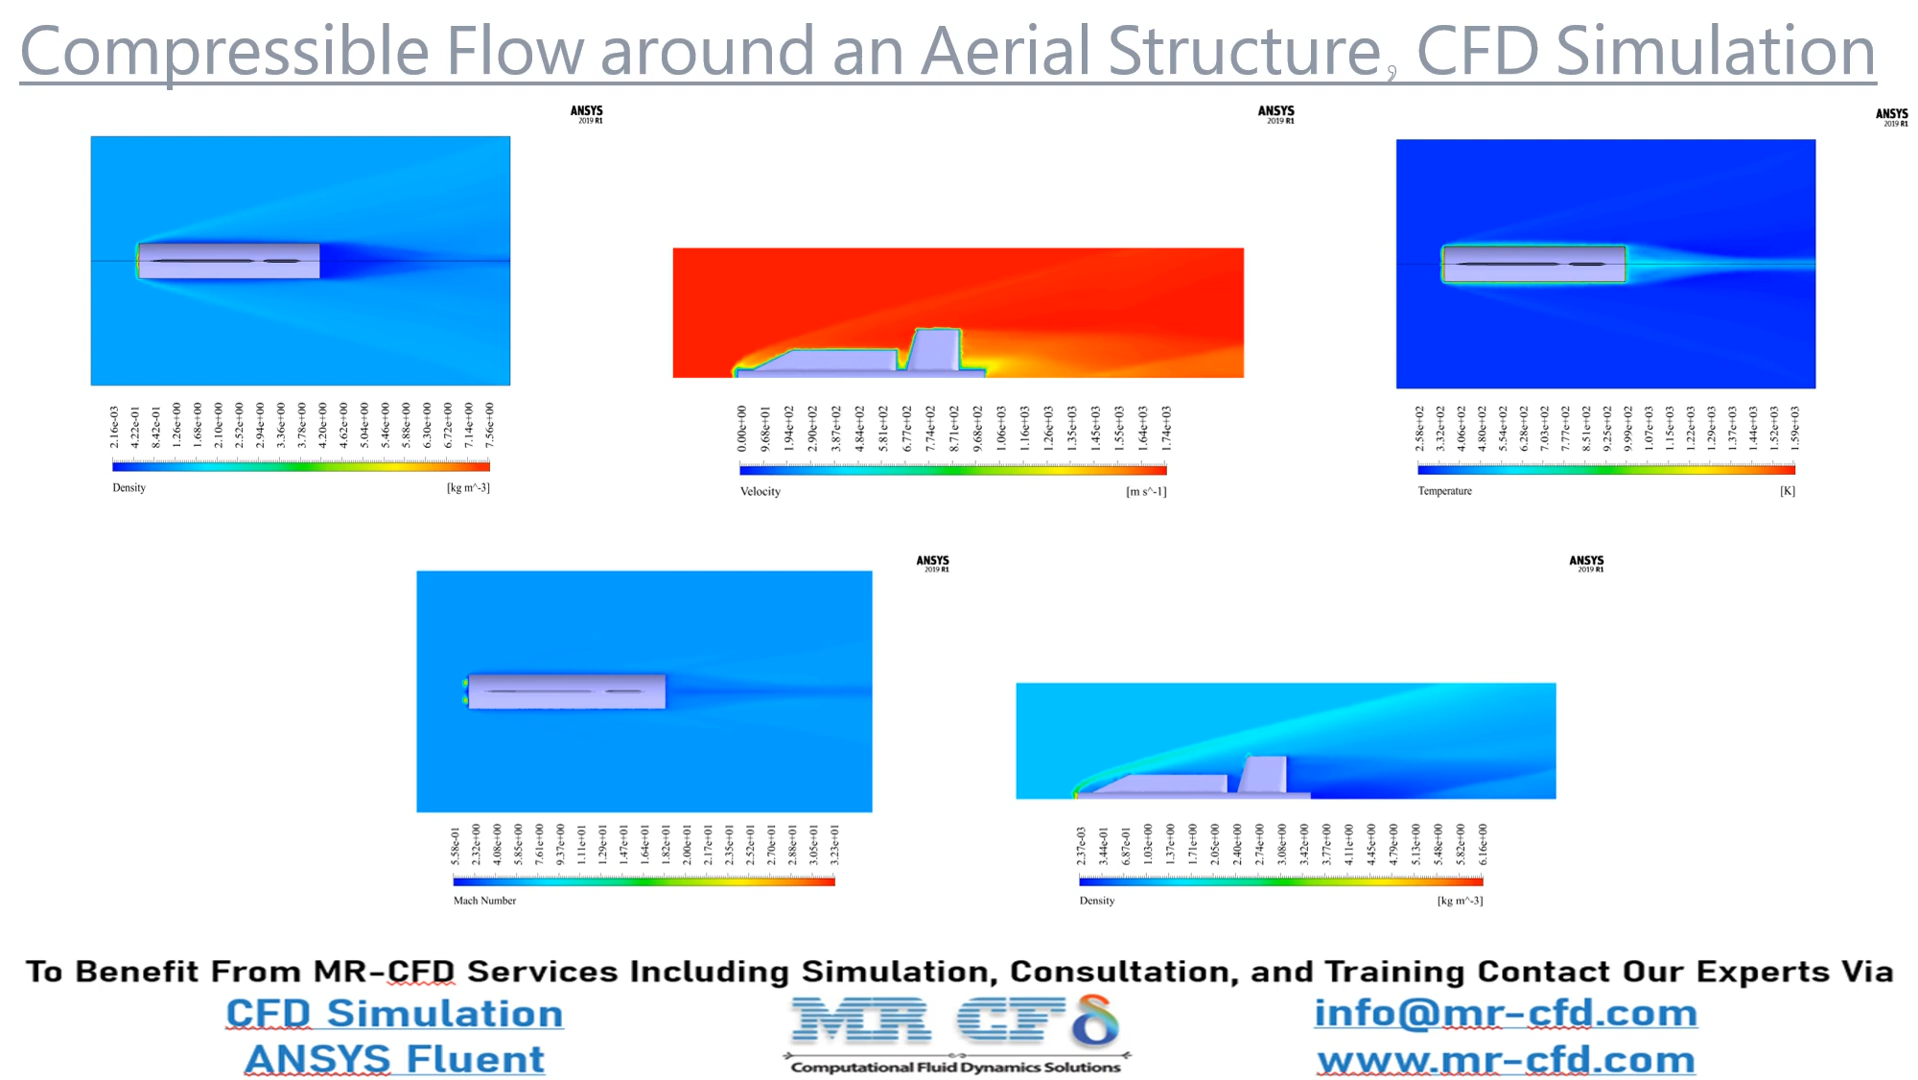 Compressible Flow around an Aerial Structure, CFD Simulation
ANSYS
2019 R1
2.16e-03
4.22e-01
8.42e-01
1.26e+00
1.68e+00
2.10e+00
2.52e+00
2.94e+00
3.36e+00
3.78e+00
4.20e+00
4.62e+00
5.04e+00
5.46e+00
5.88e+00
6.30e+00
6.72e+00
7.14e+00
7.56e+00
Density [kg m^-3]
ANSYS
2019 R1
0.00e+00
9.68e+01
1.94e+02
2.90e+02
3.87e+02
4.84e+02
5.81e+02
6.77e+02
7.74e+02
8.71e+02
9.68e+02
1.06e+03
1.16e+03
1.26e+03
1.35e+03
1.45e+03
1.55e+03
1.64e+03
1.74e+03
Velocity [m s^-1]
ANSYS
2019 R1
2.58e+02
3.32e+02
4.06e+02
4.80e+02
5.54e+02
6.28e+02
7.03e+02
7.77e+02
8.51e+02
9.25e+02
9.99e+02
1.07e+03
1.15e+03
1.22e+03
1.29e+03
1.37e+03
1.44e+03
1.52e+03
1.59e+03
Temperature [K]
ANSYS
2019 R1
5.58e-01
2.32e+00
4.08e+00
5.85e+00
7.61e+00
9.37e+00
1.11e+01
1.29e+01
1.47e+01
1.64e+01
1.82e+01
2.00e+01
2.17e+01
2.35e+01
2.52e+01
2.70e+01
2.88e+01
3.05e+01
3.23e+01
Mach Number
ANSYS
2019 R1
2.37e-03
3.44e-01
6.87e-01
1.03e+00
1.37e+00
1.71e+00
2.05e+00
2.40e+00
2.74e+00
3.08e+00
3.42e+00
3.77e+00
4.11e+00
4.45e+00
4.79e+00
5.13e+00
5.48e+00
5.82e+00
6.16e+00
Density [kg m^-3]
To Benefit From MR-CFD Services Including Simulation, Consultation, and Training Contact Our Experts Via
CFD Simulation
ANSYS Fluent
MR CFδ
Computational Fluid Dynamics Solutions
info@mr-cfd.com
www.mr-cfd.com